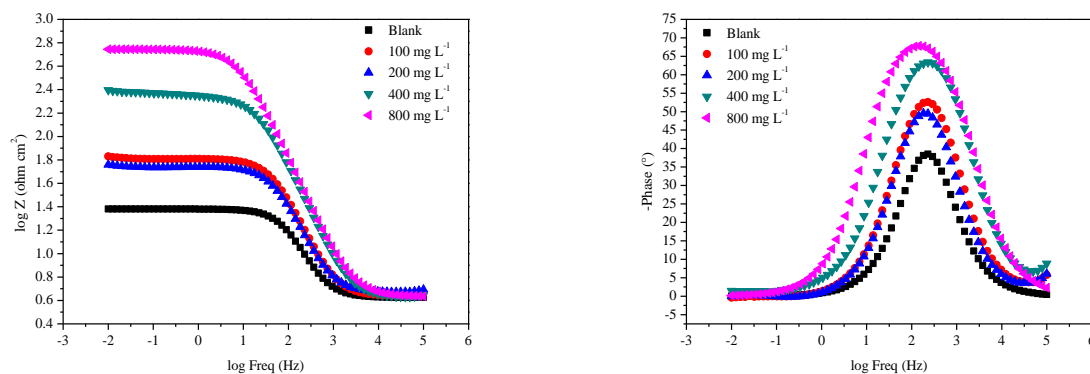 log Z (ohm cm²)
2.8
2.6
2.4
2.2
2.0
1.8
1.6
1.4
1.2
1.0
0.8
0.6
0.4
-3 -2 -1 0 1 2 3 4 5 6
log Freq (Hz)
Blank
100 mg L⁻¹
200 mg L⁻¹
400 mg L⁻¹
800 mg L⁻¹
-Phase (°)
75
70
65
60
55
50
45
40
35
30
25
20
15
10
5
0
-5
-3 -2 -1 0 1 2 3 4 5 6
log Freq (Hz)
Blank
100 mg L⁻¹
200 mg L⁻¹
400 mg L⁻¹
800 mg L⁻¹